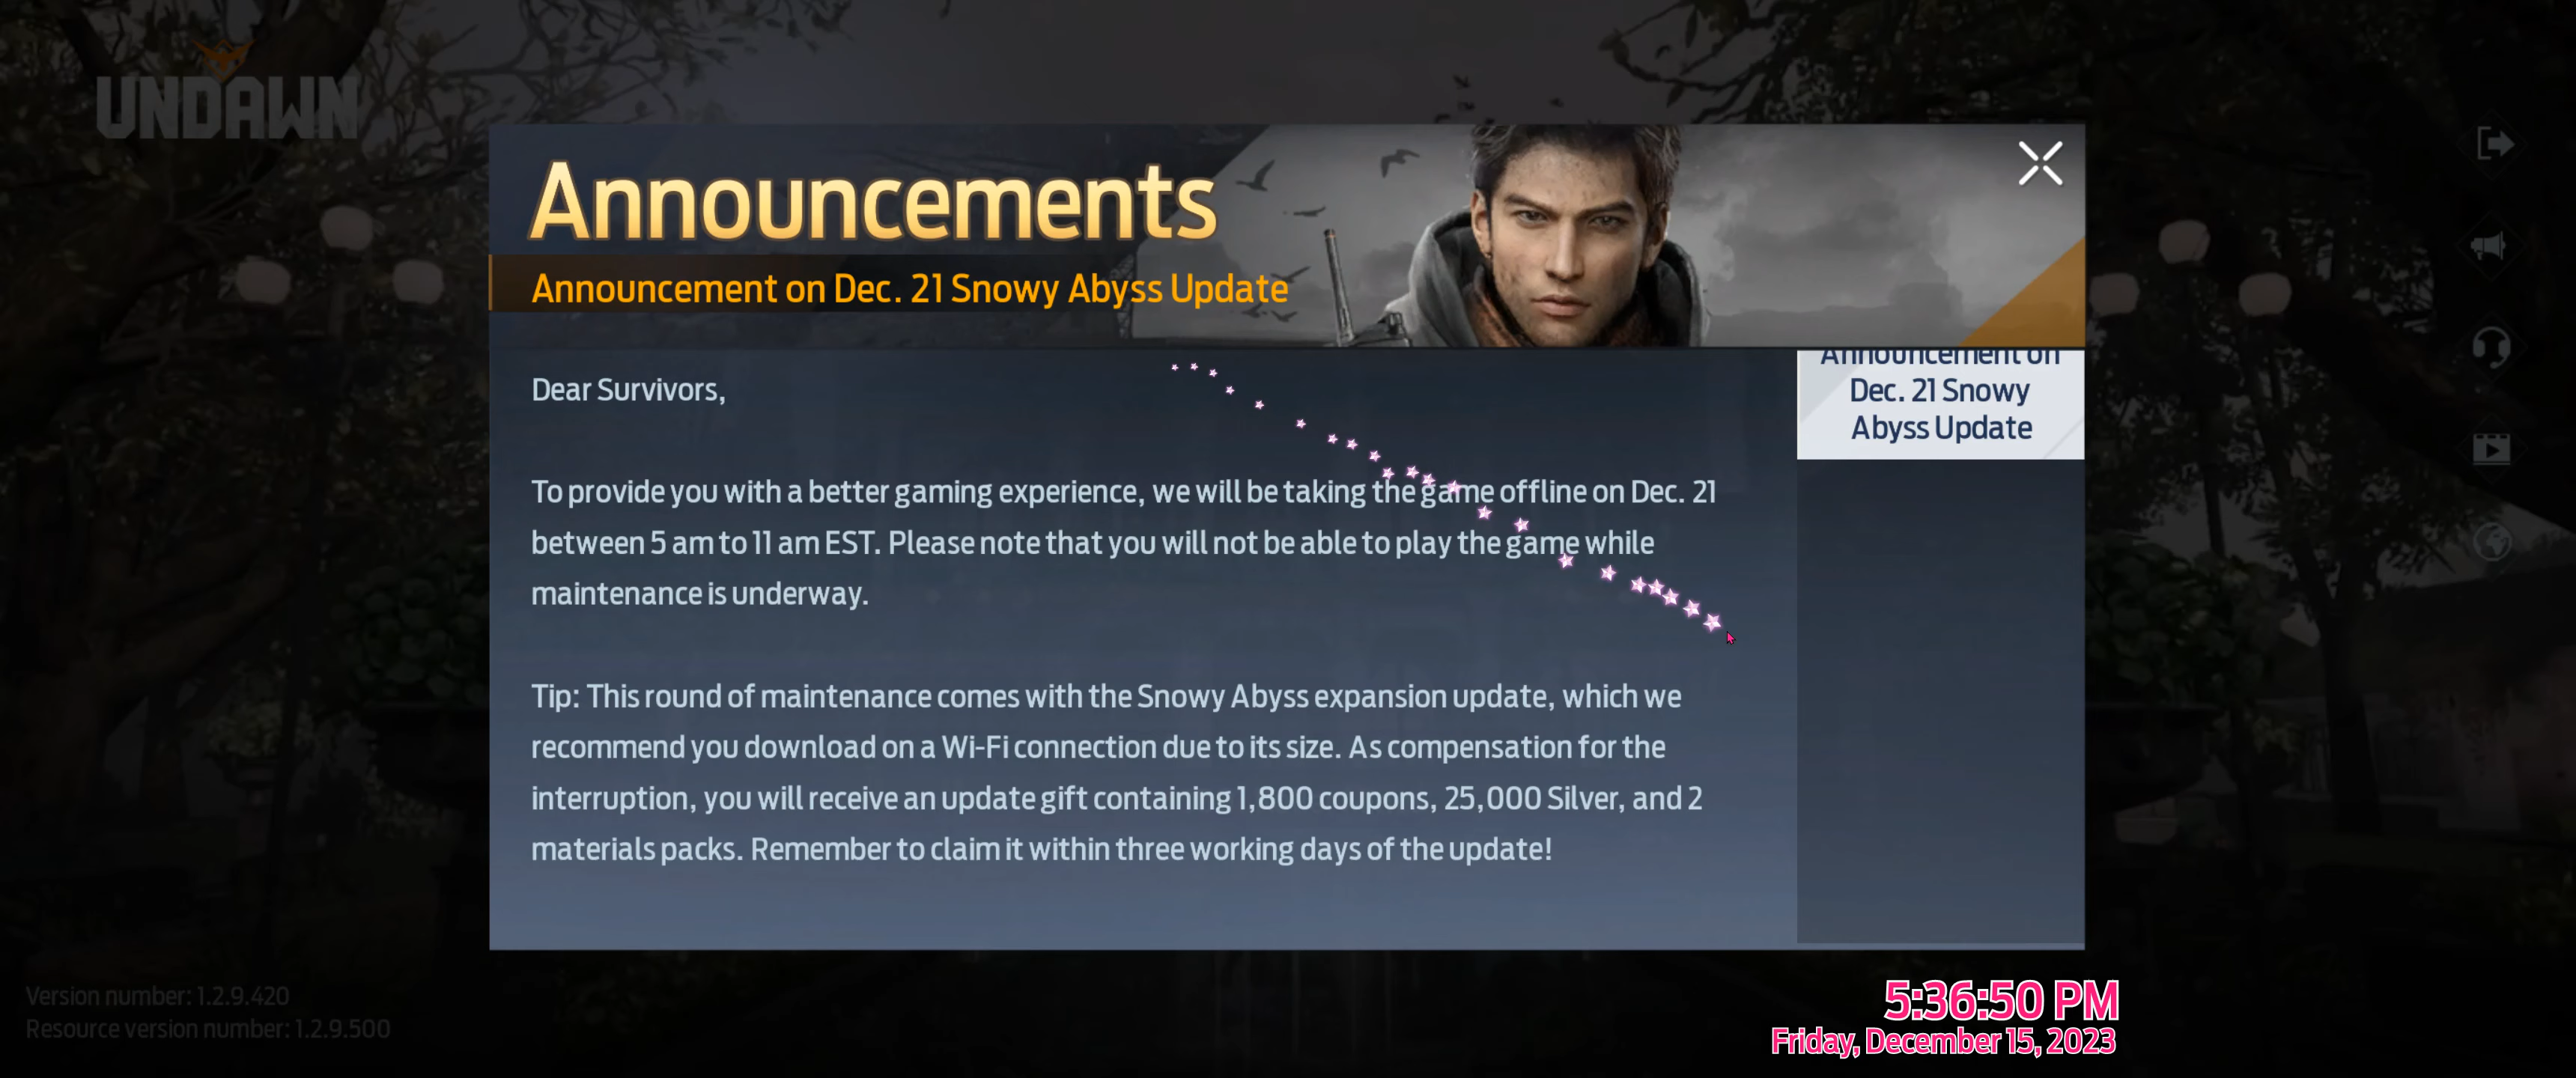 UNDAWN
Announcements
Announcement on Dec. 21 Snowy Abyss Update
Dear Survivors,
To provide you with a better gaming experience, we will be taking the game offline on Dec. 21
between 5 am to 11 am EST. Please note that you will not be able to play the game while
maintenance is underway.
Tip: This round of maintenance comes with the Snowy Abyss expansion update, which we
recommend you download on a Wi-Fi connection due to its size. As compensation for the
interruption, you will receive an update gift containing 1,800 coupons, 25,000 Silver, and 2
materials packs. Remember to claim it within three working days of the update!
Announcement on
Dec. 21 Snowy
Abyss Update
Version number: 1.2.9.420
Resource version number: 1.2.9.500
5:36:50 PM
Friday, December 15, 2023